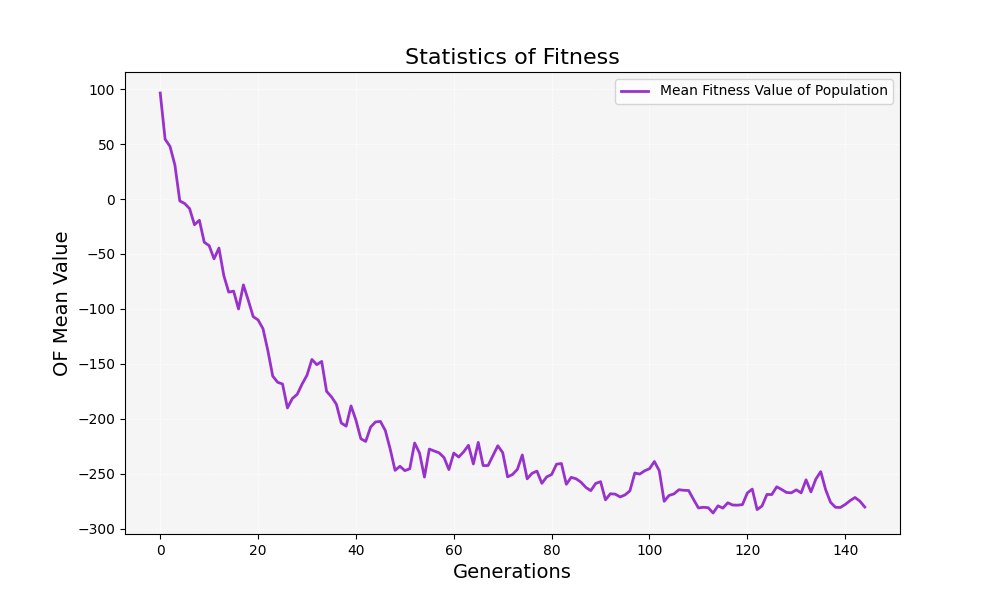 Statistics of Fitness
Mean Fitness Value of Population
OF Mean Value
100
50
0
−50
−100
−150
−200
−250
−300
0 20 40 60 80 100 120 140
Generations